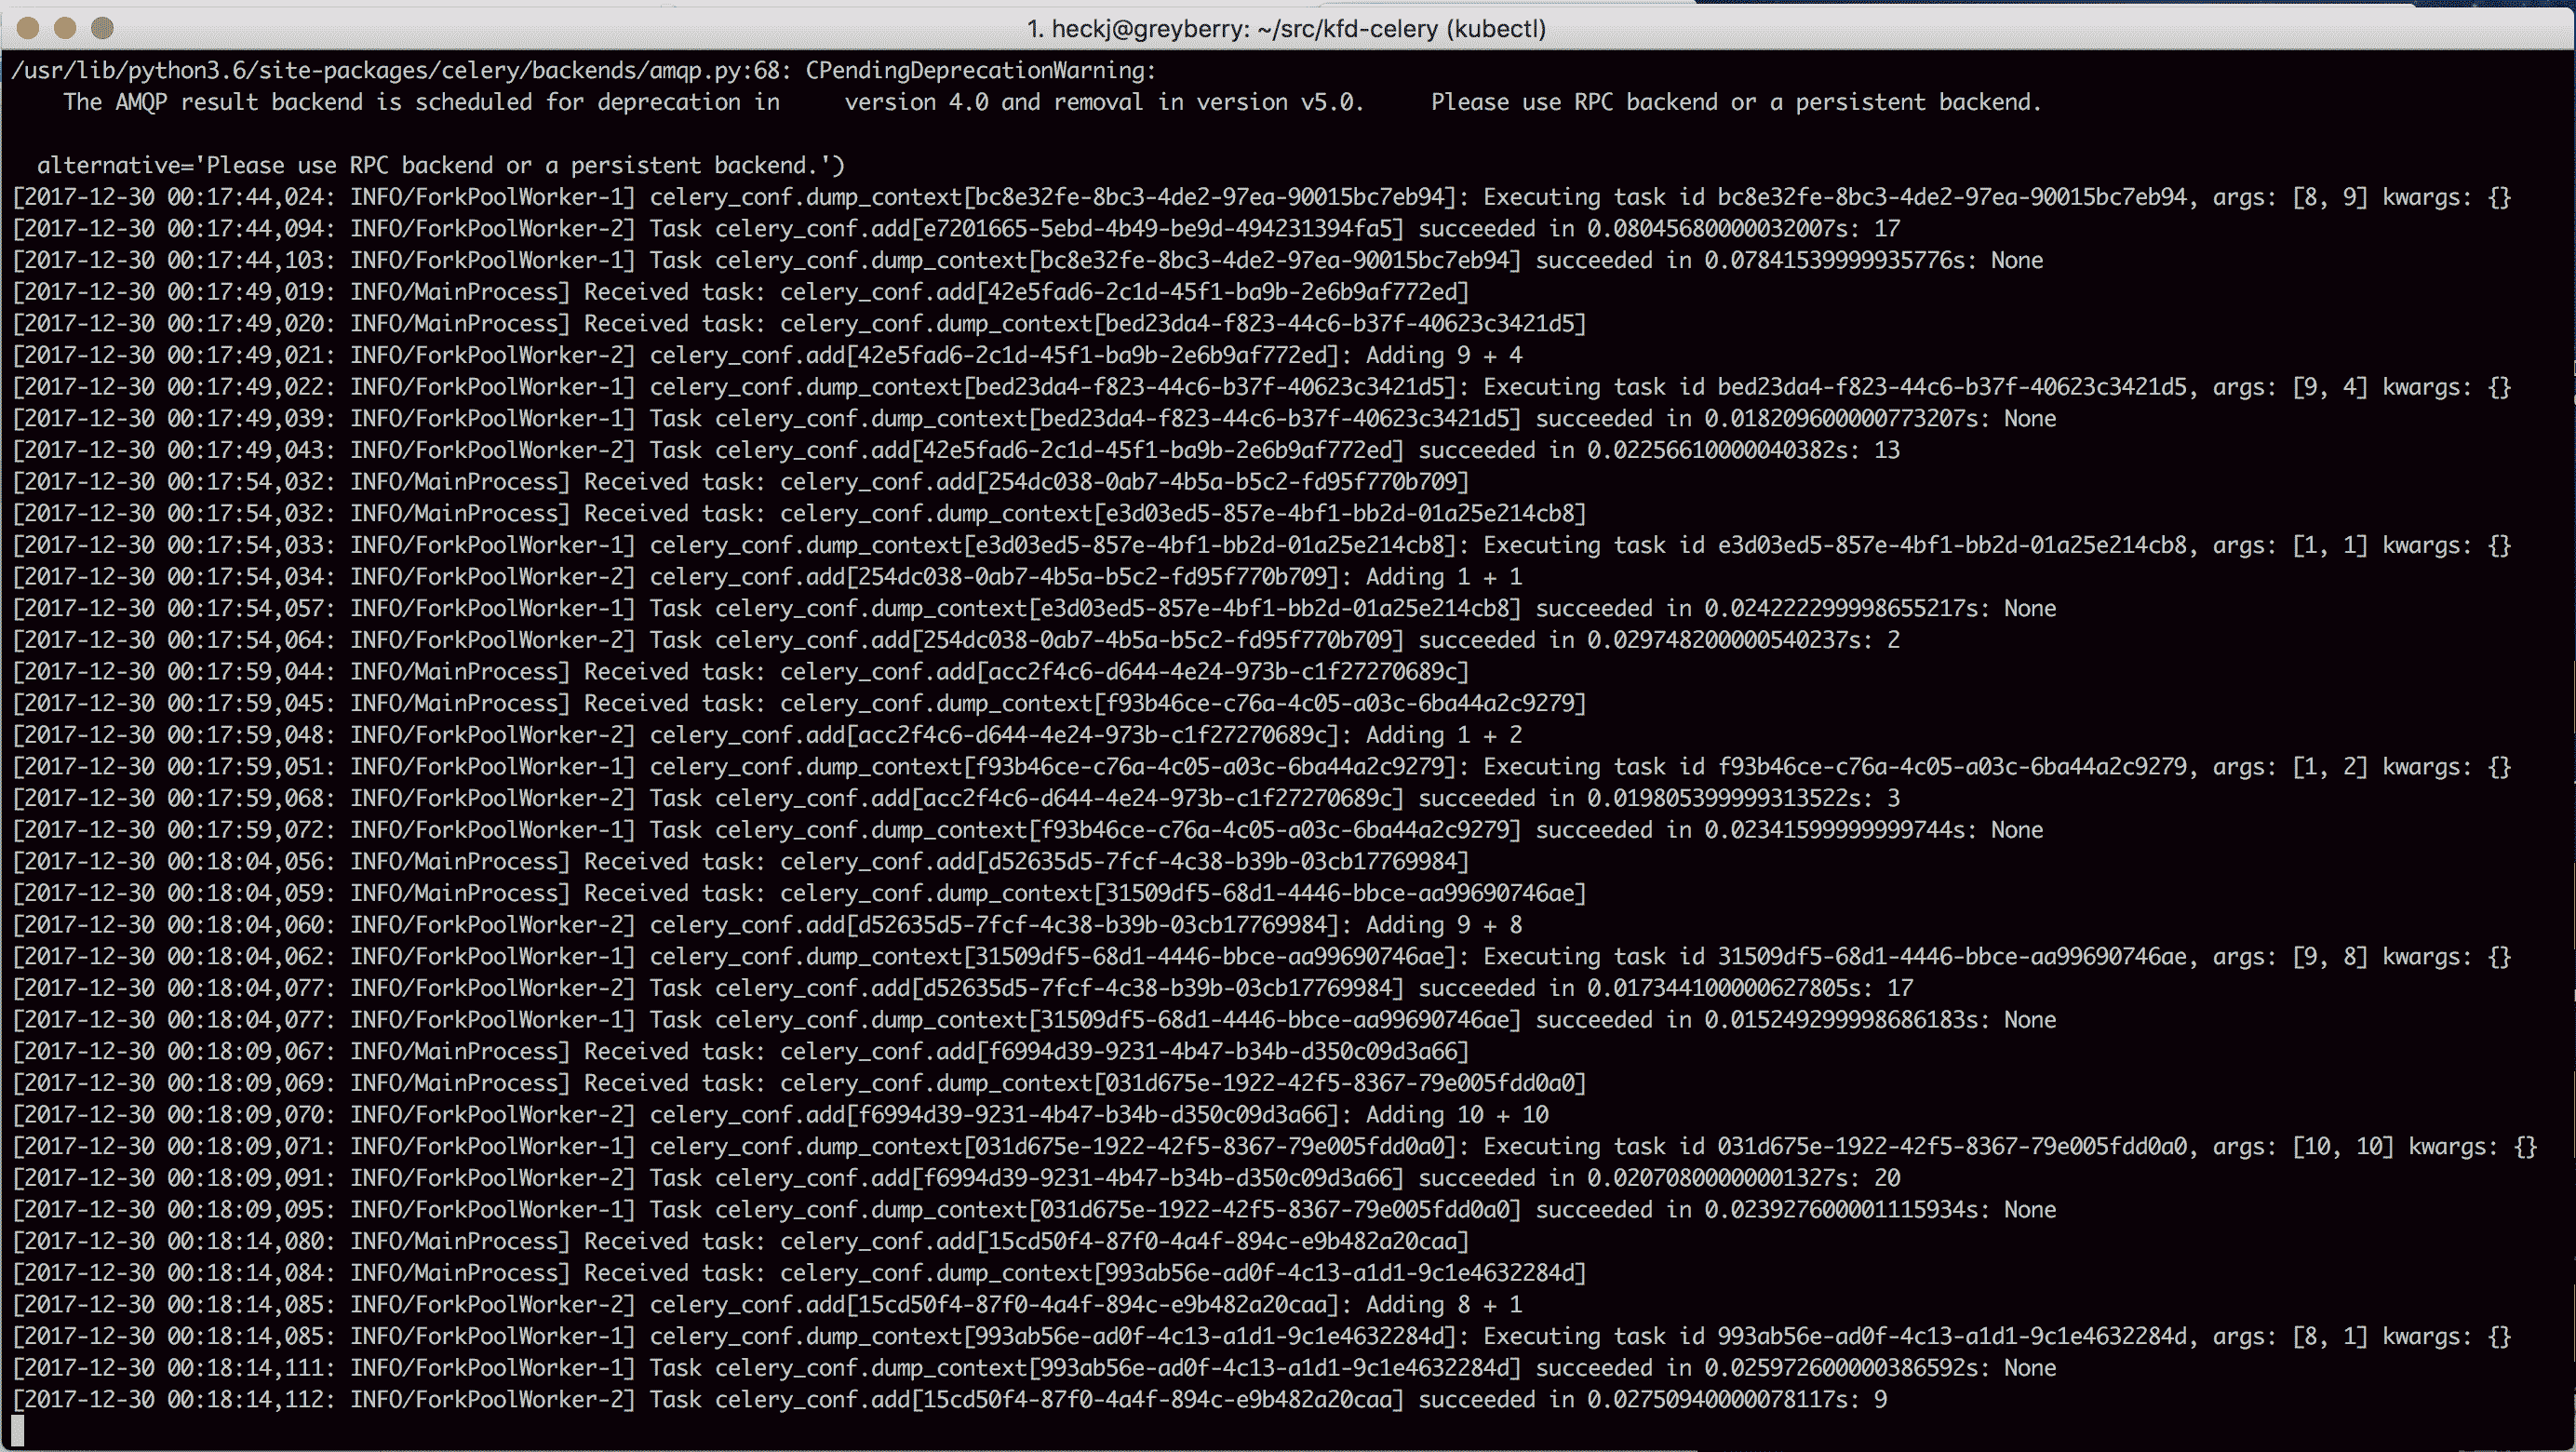 1. heckj@greyberry: ~/src/kfd-celery (kubectl)
/usr/lib/python3.6/site-packages/celery/backends/amqp.py:68: CPendingDeprecationWarning:
    The AMQP result backend is scheduled for deprecation in     version 4.0 and removal in version v5.0.     Please use RPC backend or a persistent backend.
  alternative='Please use RPC backend or a persistent backend.')
[2017-12-30 00:17:44,024: INFO/ForkPoolWorker-1] celery_conf.dump_context[bc8e32fe-8bc3-4de2-97ea-90015bc7eb94]: Executing task id bc8e32fe-8bc3-4de2-97ea-90015bc7eb94, args: [8, 9] kwargs: {}
[2017-12-30 00:17:44,094: INFO/ForkPoolWorker-2] Task celery_conf.add[e7201665-5ebd-4b49-be9d-494231394fa5] succeeded in 0.08045680000032007s: 17
[2017-12-30 00:17:44,103: INFO/ForkPoolWorker-1] Task celery_conf.dump_context[bc8e32fe-8bc3-4de2-97ea-90015bc7eb94] succeeded in 0.07841539999935776s: None
[2017-12-30 00:17:49,019: INFO/MainProcess] Received task: celery_conf.add[42e5fad6-2c1d-45f1-ba9b-2e6b9af772ed]
[2017-12-30 00:17:49,020: INFO/MainProcess] Received task: celery_conf.dump_context[bed23da4-f823-44c6-b37f-40623c3421d5]
[2017-12-30 00:17:49,021: INFO/ForkPoolWorker-2] celery_conf.add[42e5fad6-2c1d-45f1-ba9b-2e6b9af772ed]: Adding 9 + 4
[2017-12-30 00:17:49,022: INFO/ForkPoolWorker-1] celery_conf.dump_context[bed23da4-f823-44c6-b37f-40623c3421d5]: Executing task id bed23da4-f823-44c6-b37f-40623c3421d5, args: [9, 4] kwargs: {}
[2017-12-30 00:17:49,039: INFO/ForkPoolWorker-1] Task celery_conf.dump_context[bed23da4-f823-44c6-b37f-40623c3421d5] succeeded in 0.018209600000773207s: None
[2017-12-30 00:17:49,043: INFO/ForkPoolWorker-2] Task celery_conf.add[42e5fad6-2c1d-45f1-ba9b-2e6b9af772ed] succeeded in 0.02256610000040382s: 13
[2017-12-30 00:17:54,032: INFO/MainProcess] Received task: celery_conf.add[254dc038-0ab7-4b5a-b5c2-fd95f770b709]
[2017-12-30 00:17:54,032: INFO/MainProcess] Received task: celery_conf.dump_context[e3d03ed5-857e-4bf1-bb2d-01a25e214cb8]
[2017-12-30 00:17:54,033: INFO/ForkPoolWorker-1] celery_conf.dump_context[e3d03ed5-857e-4bf1-bb2d-01a25e214cb8]: Executing task id e3d03ed5-857e-4bf1-bb2d-01a25e214cb8, args: [1, 1] kwargs: {}
[2017-12-30 00:17:54,034: INFO/ForkPoolWorker-2] celery_conf.add[254dc038-0ab7-4b5a-b5c2-fd95f770b709]: Adding 1 + 1
[2017-12-30 00:17:54,057: INFO/ForkPoolWorker-1] Task celery_conf.dump_context[e3d03ed5-857e-4bf1-bb2d-01a25e214cb8] succeeded in 0.024222299998655217s: None
[2017-12-30 00:17:54,064: INFO/ForkPoolWorker-2] Task celery_conf.add[254dc038-0ab7-4b5a-b5c2-fd95f770b709] succeeded in 0.029748200000540237s: 2
[2017-12-30 00:17:59,044: INFO/MainProcess] Received task: celery_conf.add[acc2f4c6-d644-4e24-973b-c1f27270689c]
[2017-12-30 00:17:59,045: INFO/MainProcess] Received task: celery_conf.dump_context[f93b46ce-c76a-4c05-a03c-6ba44a2c9279]
[2017-12-30 00:17:59,048: INFO/ForkPoolWorker-2] celery_conf.add[acc2f4c6-d644-4e24-973b-c1f27270689c]: Adding 1 + 2
[2017-12-30 00:17:59,051: INFO/ForkPoolWorker-1] celery_conf.dump_context[f93b46ce-c76a-4c05-a03c-6ba44a2c9279]: Executing task id f93b46ce-c76a-4c05-a03c-6ba44a2c9279, args: [1, 2] kwargs: {}
[2017-12-30 00:17:59,068: INFO/ForkPoolWorker-2] Task celery_conf.add[acc2f4c6-d644-4e24-973b-c1f27270689c] succeeded in 0.019805399999313522s: 3
[2017-12-30 00:17:59,072: INFO/ForkPoolWorker-1] Task celery_conf.dump_context[f93b46ce-c76a-4c05-a03c-6ba44a2c9279] succeeded in 0.02341599999999744s: None
[2017-12-30 00:18:04,056: INFO/MainProcess] Received task: celery_conf.add[d52635d5-7fcf-4c38-b39b-03cb17769984]
[2017-12-30 00:18:04,059: INFO/MainProcess] Received task: celery_conf.dump_context[31509df5-68d1-4446-bbce-aa99690746ae]
[2017-12-30 00:18:04,060: INFO/ForkPoolWorker-2] celery_conf.add[d52635d5-7fcf-4c38-b39b-03cb17769984]: Adding 9 + 8
[2017-12-30 00:18:04,062: INFO/ForkPoolWorker-1] celery_conf.dump_context[31509df5-68d1-4446-bbce-aa99690746ae]: Executing task id 31509df5-68d1-4446-bbce-aa99690746ae, args: [9, 8] kwargs: {}
[2017-12-30 00:18:04,077: INFO/ForkPoolWorker-2] Task celery_conf.add[d52635d5-7fcf-4c38-b39b-03cb17769984] succeeded in 0.017344100000627805s: 17
[2017-12-30 00:18:04,077: INFO/ForkPoolWorker-1] Task celery_conf.dump_context[31509df5-68d1-4446-bbce-aa99690746ae] succeeded in 0.015249299998686183s: None
[2017-12-30 00:18:09,067: INFO/MainProcess] Received task: celery_conf.add[f6994d39-9231-4b47-b34b-d350c09d3a66]
[2017-12-30 00:18:09,069: INFO/MainProcess] Received task: celery_conf.dump_context[031d675e-1922-42f5-8367-79e005fdd0a0]
[2017-12-30 00:18:09,070: INFO/ForkPoolWorker-2] celery_conf.add[f6994d39-9231-4b47-b34b-d350c09d3a66]: Adding 10 + 10
[2017-12-30 00:18:09,071: INFO/ForkPoolWorker-1] celery_conf.dump_context[031d675e-1922-42f5-8367-79e005fdd0a0]: Executing task id 031d675e-1922-42f5-8367-79e005fdd0a0, args: [10, 10] kwargs: {}
[2017-12-30 00:18:09,091: INFO/ForkPoolWorker-2] Task celery_conf.add[f6994d39-9231-4b47-b34b-d350c09d3a66] succeeded in 0.02070800000001327s: 20
[2017-12-30 00:18:09,095: INFO/ForkPoolWorker-1] Task celery_conf.dump_context[031d675e-1922-42f5-8367-79e005fdd0a0] succeeded in 0.023927600001115934s: None
[2017-12-30 00:18:14,080: INFO/MainProcess] Received task: celery_conf.add[15cd50f4-87f0-4a4f-894c-e9b482a20caa]
[2017-12-30 00:18:14,084: INFO/MainProcess] Received task: celery_conf.dump_context[993ab56e-ad0f-4c13-a1d1-9c1e4632284d]
[2017-12-30 00:18:14,085: INFO/ForkPoolWorker-2] celery_conf.add[15cd50f4-87f0-4a4f-894c-e9b482a20caa]: Adding 8 + 1
[2017-12-30 00:18:14,085: INFO/ForkPoolWorker-1] celery_conf.dump_context[993ab56e-ad0f-4c13-a1d1-9c1e4632284d]: Executing task id 993ab56e-ad0f-4c13-a1d1-9c1e4632284d, args: [8, 1] kwargs: {}
[2017-12-30 00:18:14,111: INFO/ForkPoolWorker-1] Task celery_conf.dump_context[993ab56e-ad0f-4c13-a1d1-9c1e4632284d] succeeded in 0.025972600000386592s: None
[2017-12-30 00:18:14,112: INFO/ForkPoolWorker-2] Task celery_conf.add[15cd50f4-87f0-4a4f-894c-e9b482a20caa] succeeded in 0.02750940000078117s: 9